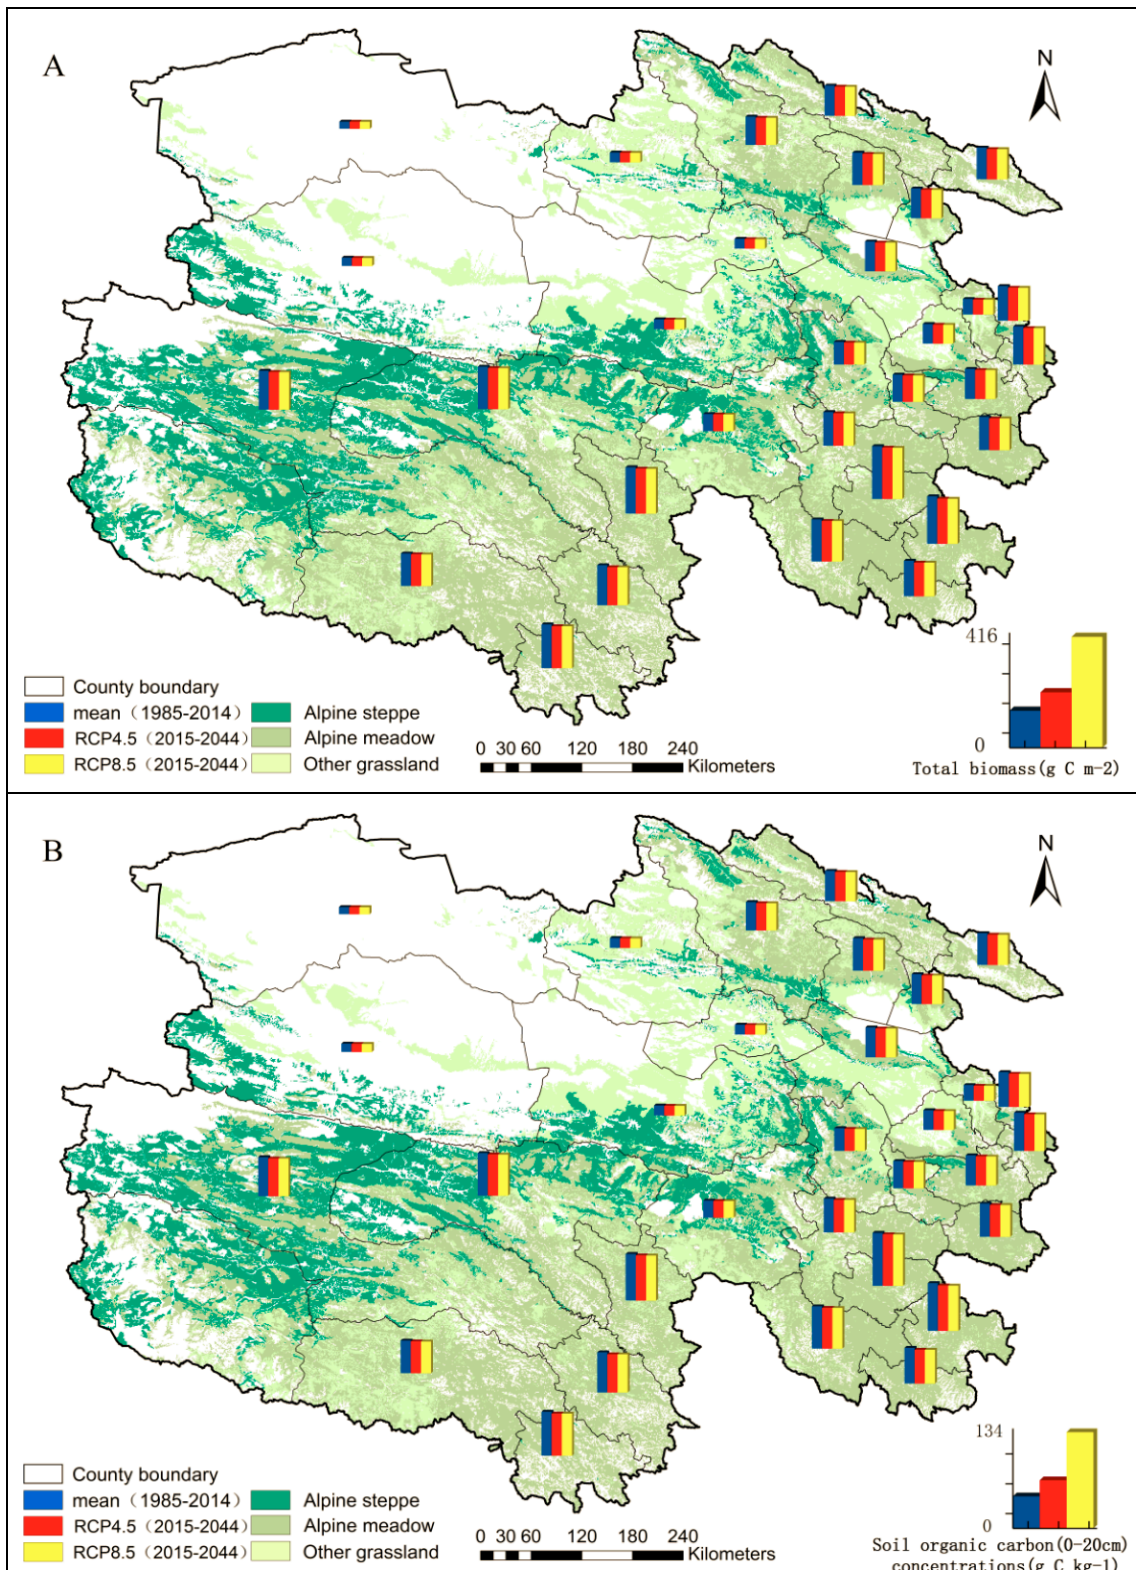 A
N
416
0
Total biomass(g C m-2)
County boundary
mean（1985-2014）
RCP4.5（2015-2044）
RCP8.5（2015-2044）
Alpine steppe
Alpine meadow
Other grassland
0 30 60 120 180 240
Kilometers
B
N
134
0
Soil organic carbon(0-20cm)
concentrations(g C kg-1)
County boundary
mean（1985-2014）
RCP4.5（2015-2044）
RCP8.5（2015-2044）
Alpine steppe
Alpine meadow
Other grassland
0 30 60 120 180 240
Kilometers